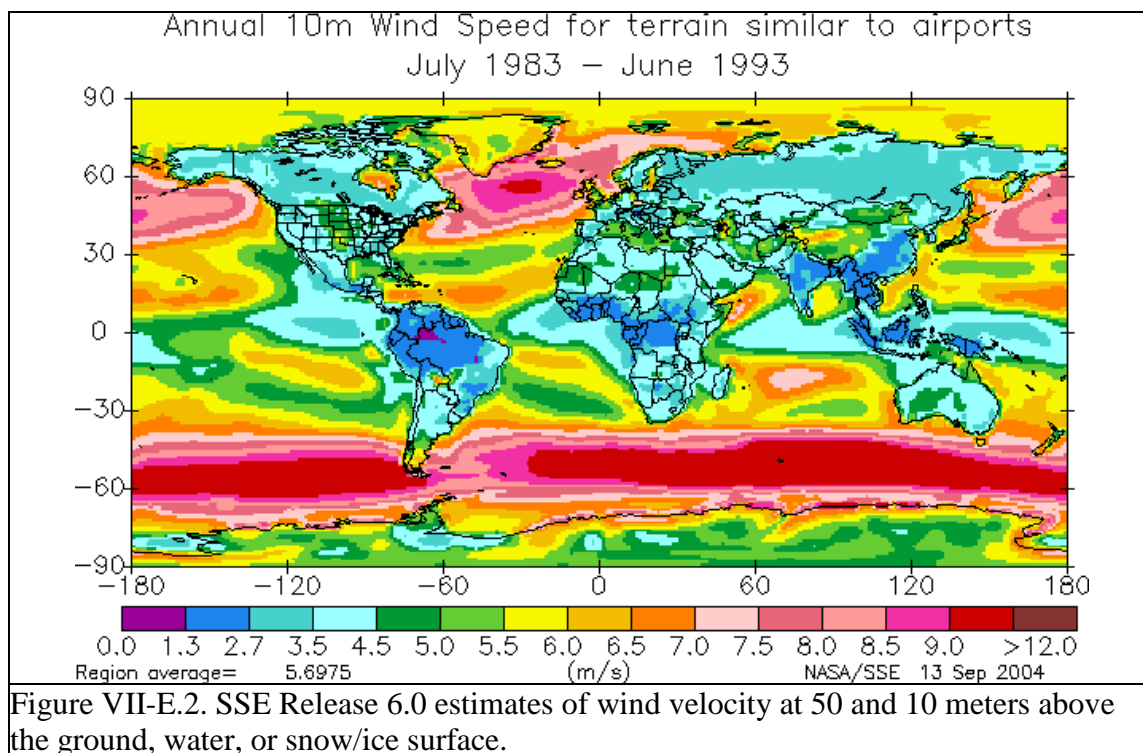 Annual 10m Wind Speed for terrain similar to airports
July 1983 – June 1993
90
60
30
0
−30
−60
−90
−180 −120 −60 0 60 120 180
0.0 1.3 2.7 3.5 4.5 5.0 5.5 6.0 6.5 7.0 7.5 8.0 8.5 9.0 >12.0
Region average= 5.6975 (m/s) NASA/SSE 13 Sep 2004
Figure VII-E.2. SSE Release 6.0 estimates of wind velocity at 50 and 10 meters above
the ground, water, or snow/ice surface.